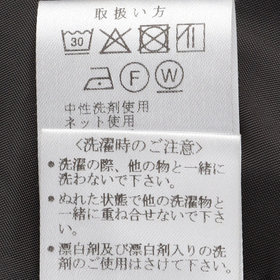 取扱い方
30
F W
中性洗剤使用
ネット使用
〈洗濯時のご注意〉
●洗濯の際、他の物と一緒に
洗わないで下さい。
●ぬれた状態で他の洗濯物と
一緒に重ね合せないで下さ
い。
●漂白剤及び漂白剤入りの洗
剤のご使用はさけて下さい。